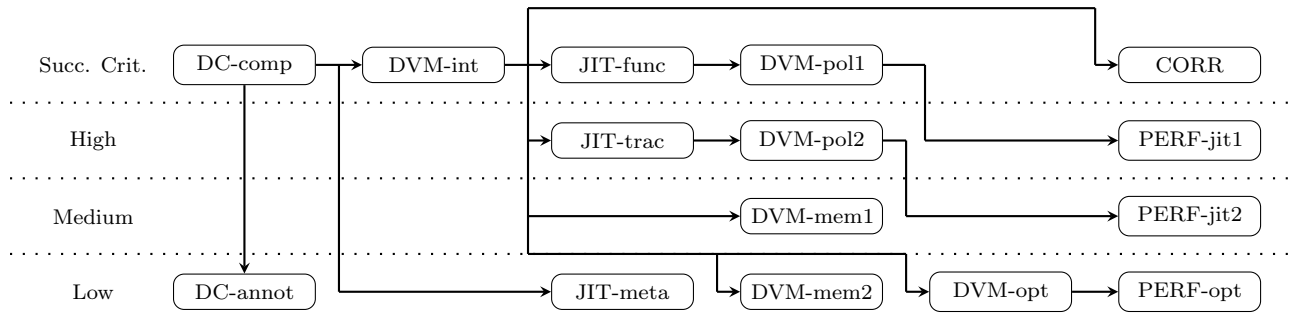 Succ. Crit. DC-comp DVM-int JIT-func DVM-pol1 CORR
High JIT-trac DVM-pol2 PERF-jit1
Medium DVM-mem1 PERF-jit2
Low DC-annot JIT-meta DVM-mem2 DVM-opt PERF-opt